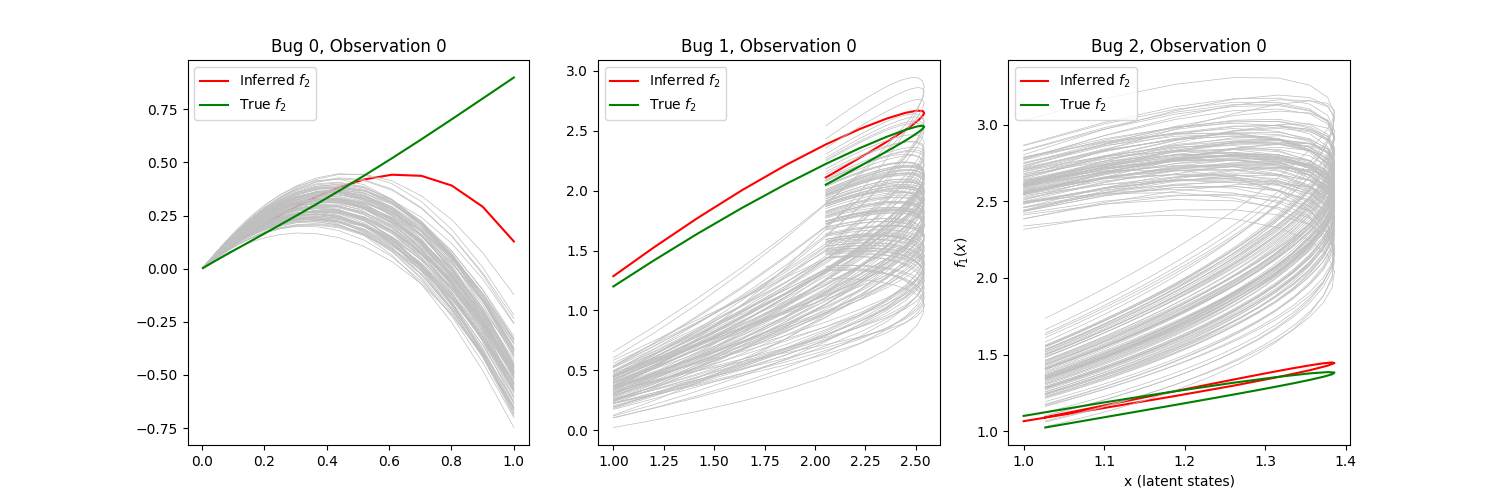 Bug 0, Observation 0
Inferred f₂
True f₂
0.75
0.50
0.25
0.00
−0.25
−0.50
−0.75
0.0 0.2 0.4 0.6 0.8 1.0
Bug 1, Observation 0
Inferred f₂
True f₂
3.0
2.5
2.0
1.5
1.0
0.5
0.0
1.00 1.25 1.50 1.75 2.00 2.25 2.50
Bug 2, Observation 0
Inferred f₂
True f₂
f₁(x)
3.0
2.5
2.0
1.5
1.0
1.0 1.1 1.2 1.3 1.4
x (latent states)